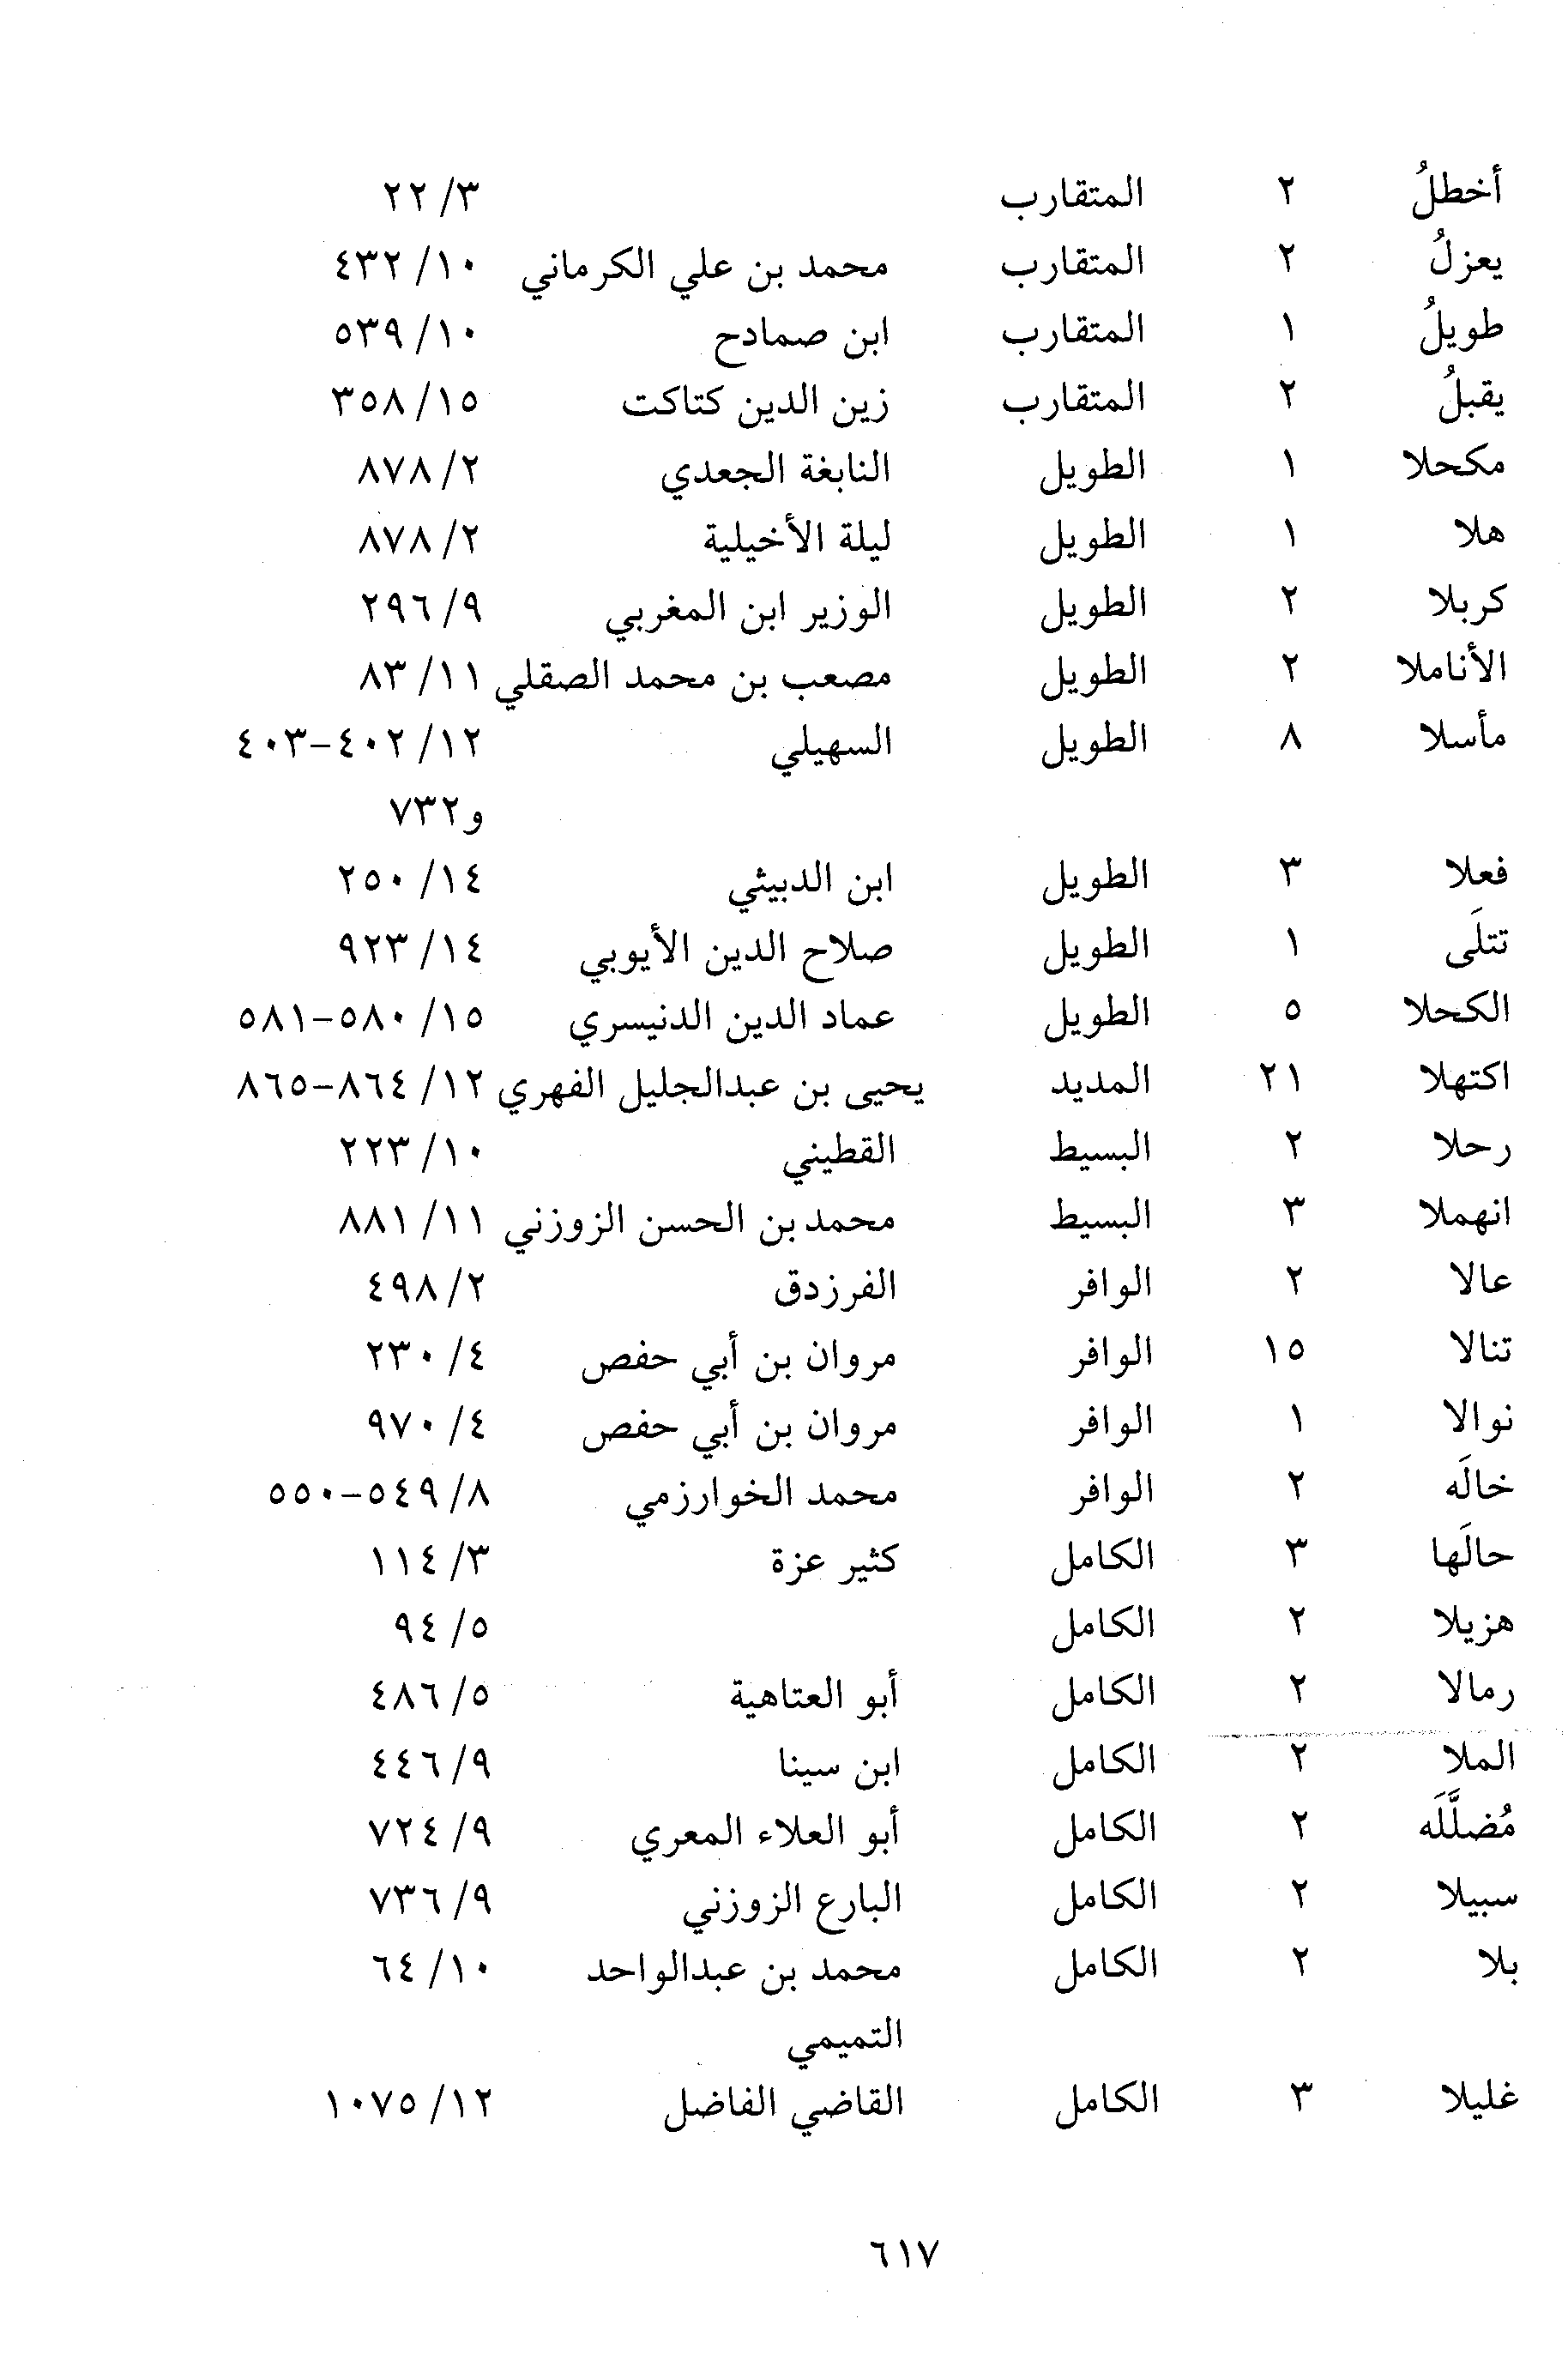 أخطلُ ٢ المتقارب ٣/ ٢٢
يعزلُ ٢ المتقارب محمد بن علي الكرماني ١٠/ ٤٣٢
طويلُ ١ المتقارب ابن صمادح ١٠/ ٥٣٩
يقبلُ ٢ المتقارب زين الدين كتاكت ١٥/ ٣٥٨
مكحلا ١ الطويل النابغة الجعدي ٢/ ٨٧٨
هلا ١ الطويل ليلة الأخيلية ٢/ ٨٧٨
كربلا ٢ الطويل الوزير ابن المغربي ٩/ ٢٩٦
الأناملا ٢ الطويل مصعب بن محمد الصقلي ١١/ ٨٣
مأسلا ٨ الطويل السهيلي ١٢/ ٤٠٢-٤٠٣
و٧٣٢
فعلا ٣ الطويل ابن الدبيثي ١٤/ ٢٥٠
تتلَى ١ الطويل صلاح الدين الأيوبي ١٤/ ٩٢٣
الكحلا ٥ الطويل عماد الدين الدنيسري ١٥/ ٥٨٠-٥٨١
اكتهلا ٢١ المديد يحيى بن عبدالجليل الفهري ١٢/ ٨٦٤-٨٦٥
رحلا ٢ البسيط القطيني ١٠/ ٢٢٣
انهملا ٣ البسيط محمد بن الحسن الزوزني ١١/ ٨٨١
عالا ٢ الوافر الفرزدق ٢/ ٤٩٨
تنالا ١٥ الوافر مروان بن أبي حفص ٤/ ٢٣٠
نوالا ١ الوافر مروان بن أبي حفص ٤/ ٩٧٠
خالَه ٢ الوافر محمد الخوارزمي ٨/ ٥٤٩-٥٥٠
حالَها ٣ الكامل كثير عزة ٣/ ١١٤
هزيلا ٢ الكامل ٥/ ٩٤
رمالا ٢ الكامل أبو العتاهية ٥/ ٤٨٦
الملا ٢ الكامل ابن سينا ٩/ ٤٤٦
مُضلَّلَه ٢ الكامل أبو العلاء المعري ٩/ ٧٢٤
سبيلا ٢ الكامل البارع الزوزني ٩/ ٧٣٦
بلا ٢ الكامل محمد بن عبدالواحد ١٠/ ٦٤
التميمي
غليلا ٣ الكامل القاضي الفاضل ١٢/ ١٠٧٥
٦١٧